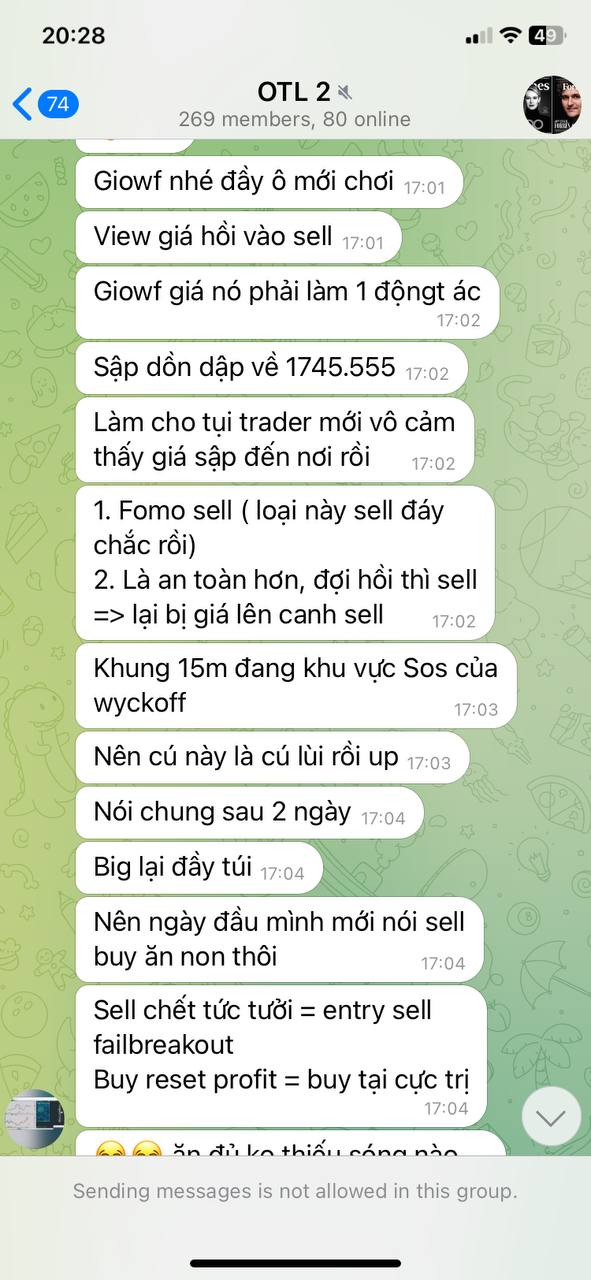 20:28
49
74
OTL 2
269 members, 80 online
Giowf nhé đầy ô mới chơi 17:01
View giá hồi vào sell 17:01
Giowf giá nó phải làm 1 độngt ác
17:02
Sập dồn dập về 1745.555 17:02
Làm cho tụi trader mới vô cảm
thấy giá sập đến nơi rồi 17:02
1. Fomo sell ( loại này sell đáy
chắc rồi)
2. Là an toàn hơn, đợi hồi thì sell
=> lại bị giá lên canh sell 17:02
Khung 15m đang khu vực Sos của
wyckoff 17:03
Nên cú này là cú lùi rồi up 17:03
Nói chung sau 2 ngày 17:04
Big lại đầy túi 17:04
Nên ngày đầu mình mới nói sell
buy ăn non thôi 17:04
Sell chết tức tưởi = entry sell
failbreakout
Buy reset profit = buy tại cực trị
17:04
😂😂 ăn đủ ko thiếu sóng nào
Sending messages is not allowed in this group.